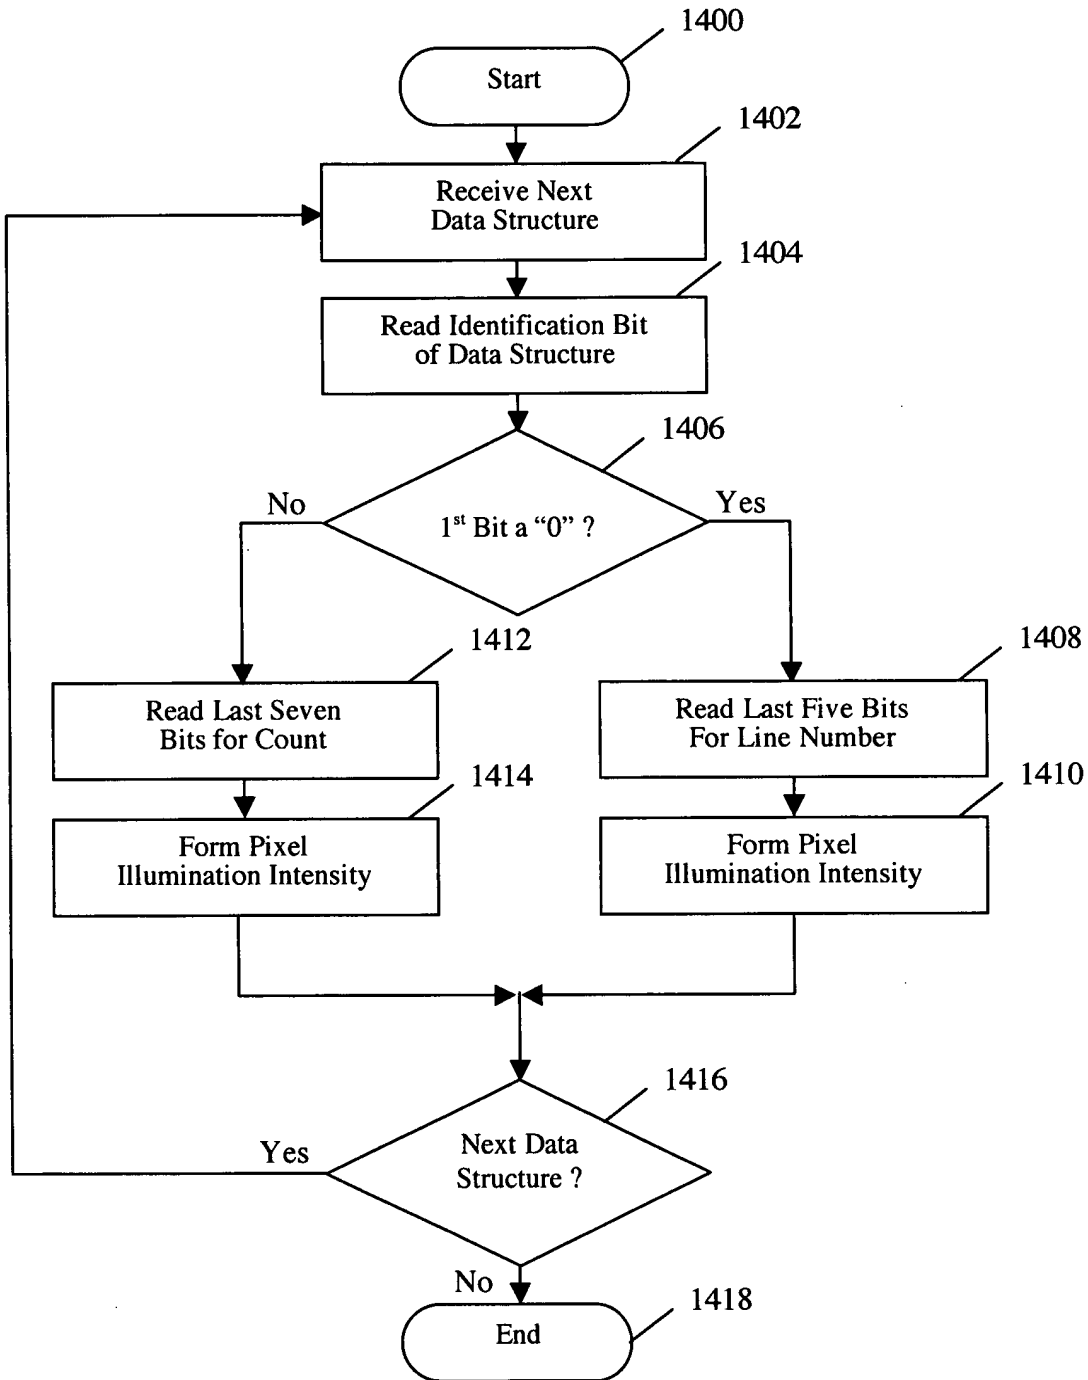 1400
Start
1402
Receive Next
Data Structure
1404
Read Identification Bit
of Data Structure
1406
No
Yes
1st Bit a “0” ?
1412
1408
Read Last Seven
Bits for Count
Read Last Five Bits
For Line Number
1414
1410
Form Pixel
Illumination Intensity
Form Pixel
Illumination Intensity
1416
Yes
Next Data
Structure ?
No
1418
End